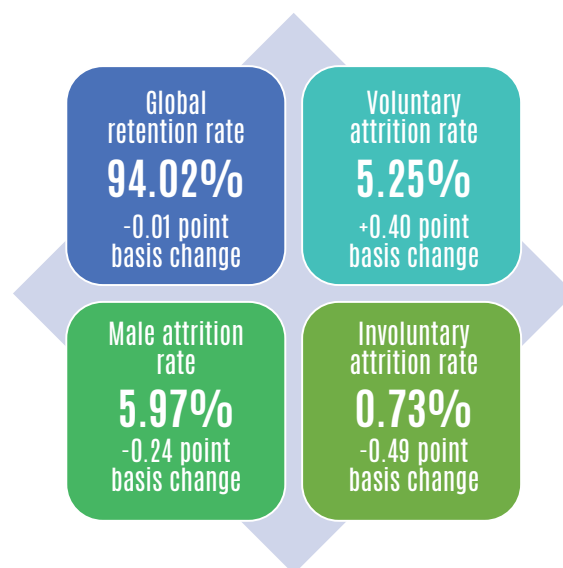 Global
retention rate
94.02%
-0.01 point
basis change
Voluntary
attrition rate
5.25%
+0.40 point
basis change
Male attrition
rate
5.97%
-0.24 point
basis change
Involuntary
attrition rate
0.73%
-0.49 point
basis change